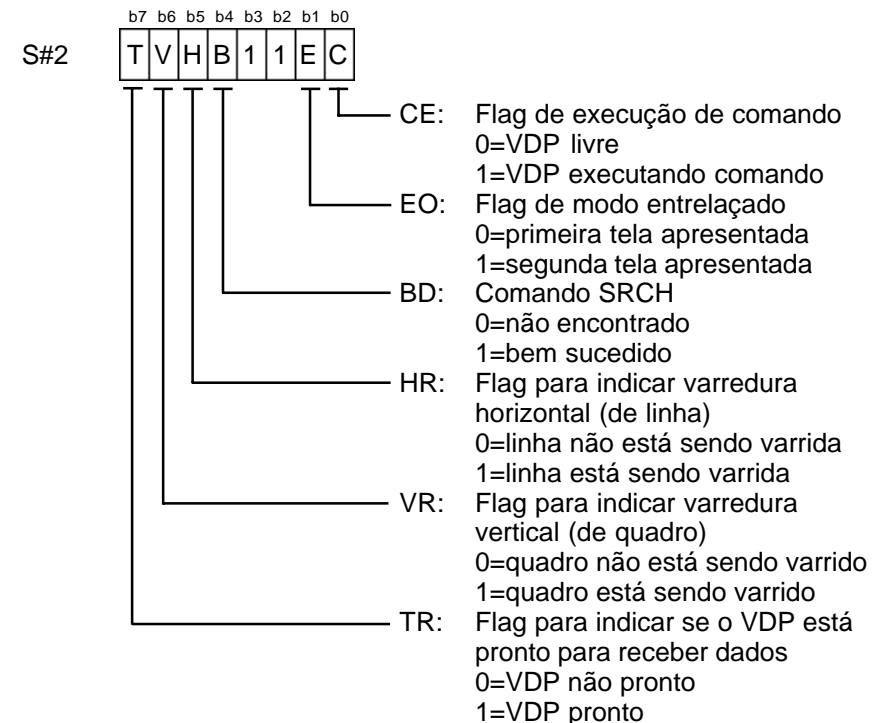 b7 b6 b5 b4 b3 b2 b1 b0
S#2 T V H B 1 1 E C
CE: Flag de execução de comando
0=VDP livre
1=VDP executando comando
EO: Flag de modo entrelaçado
0=primeira tela apresentada
1=segunda tela apresentada
BD: Comando SRCH
0=não encontrado
1=bem sucedido
HR: Flag para indicar varredura
horizontal (de linha)
0=linha não está sendo varrida
1=linha está sendo varrida
VR: Flag para indicar varredura
vertical (de quadro)
0=quadro não está sendo varrido
1=quadro está sendo varrido
TR: Flag para indicar se o VDP está
pronto para receber dados
0=VDP não pronto
1=VDP pronto